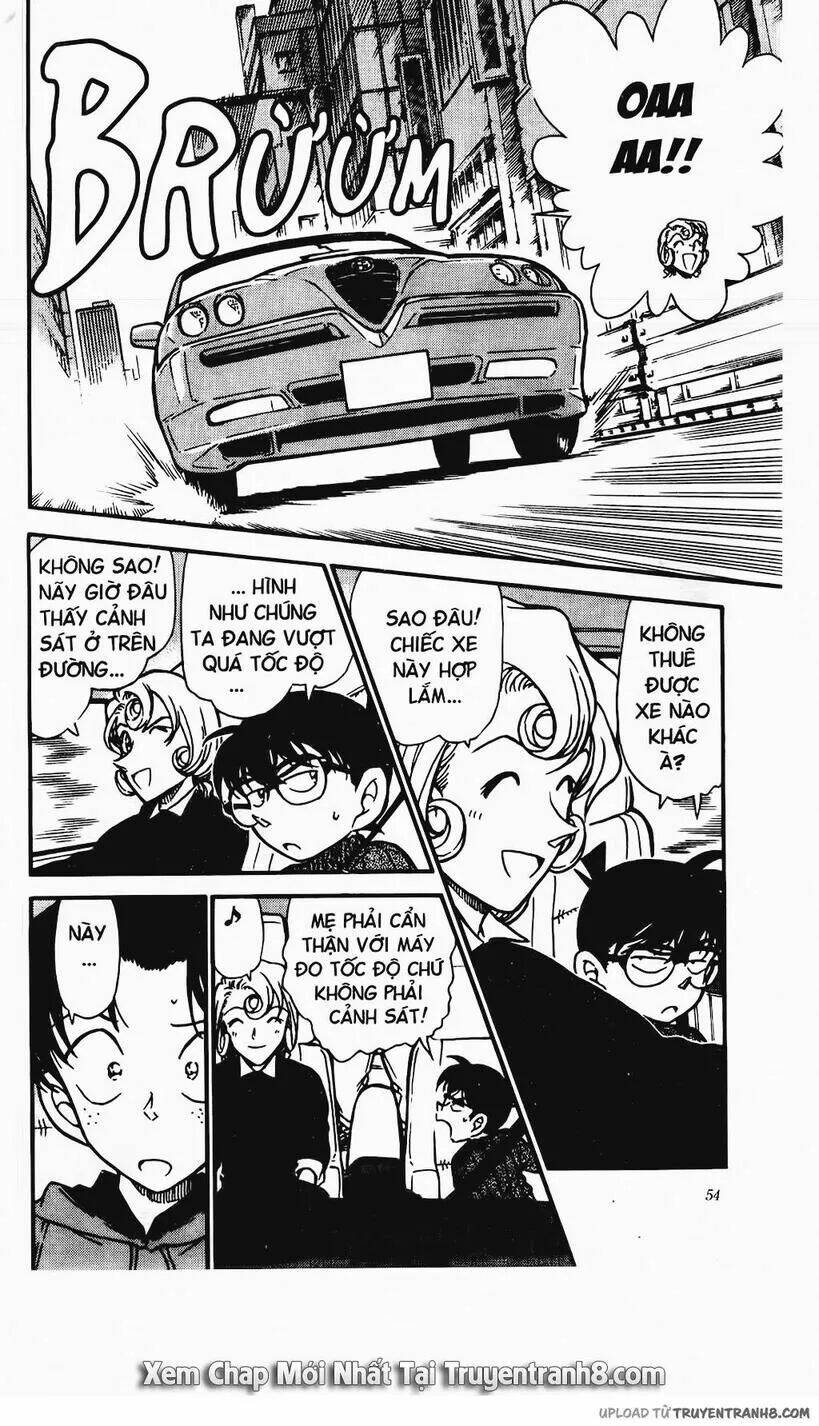 BRỪỪM
OAA
AA!!
KHÔNG
THUÊ
ĐƯỢC
XE NÀO
KHÁC
À?
SAO ĐÂU!
CHIẾC XE
NÀY HỢP
LẮM...
... HÌNH
NHƯ CHÚNG
TA ĐANG VƯỢT
QUÁ TỐC ĐỘ
...
KHÔNG SAO!
NÃY GIỜ ĐÂU
THẤY CẢNH
SÁT Ở TRÊN
ĐƯỜNG...
MẸ PHẢI CẨN
THẬN VỚI MÁY
ĐO TỐC ĐỘ CHỨ
KHÔNG PHẢI
CẢNH SÁT!
♪
NÀY
...
54
Xem Chap Mới Nhất Tại Truyentranh8.com
UPLOAD TỪ TRUYENTRANH8.COM